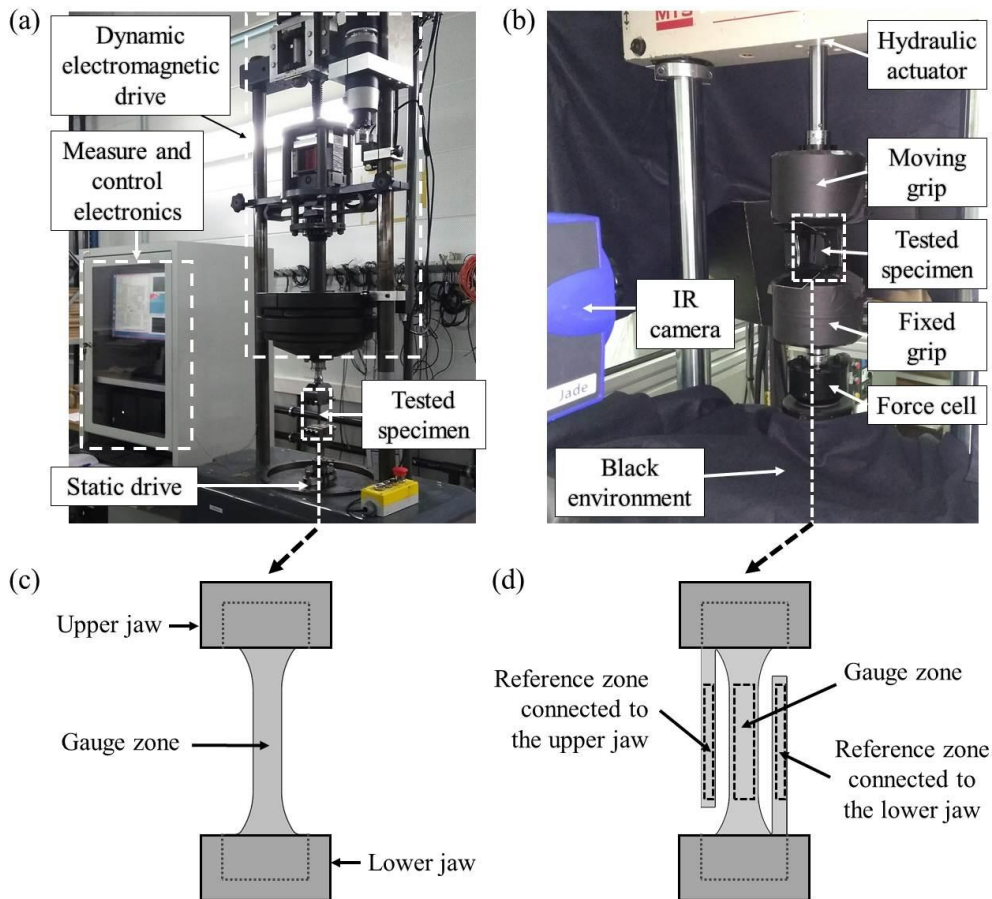 (a)
Dynamic
electromagnetic
drive
Measure and
control
electronics
Tested
specimen
Static drive
(b)
MTS
Hydraulic
actuator
Moving
grip
Tested
specimen
IR
camera
Fixed
grip
Jade
Force cell
Black
environment
(c)
Upper jaw
Gauge zone
Lower jaw
(d)
Reference zone
connected to
the upper jaw
Gauge zone
Reference zone
connected to
the lower jaw